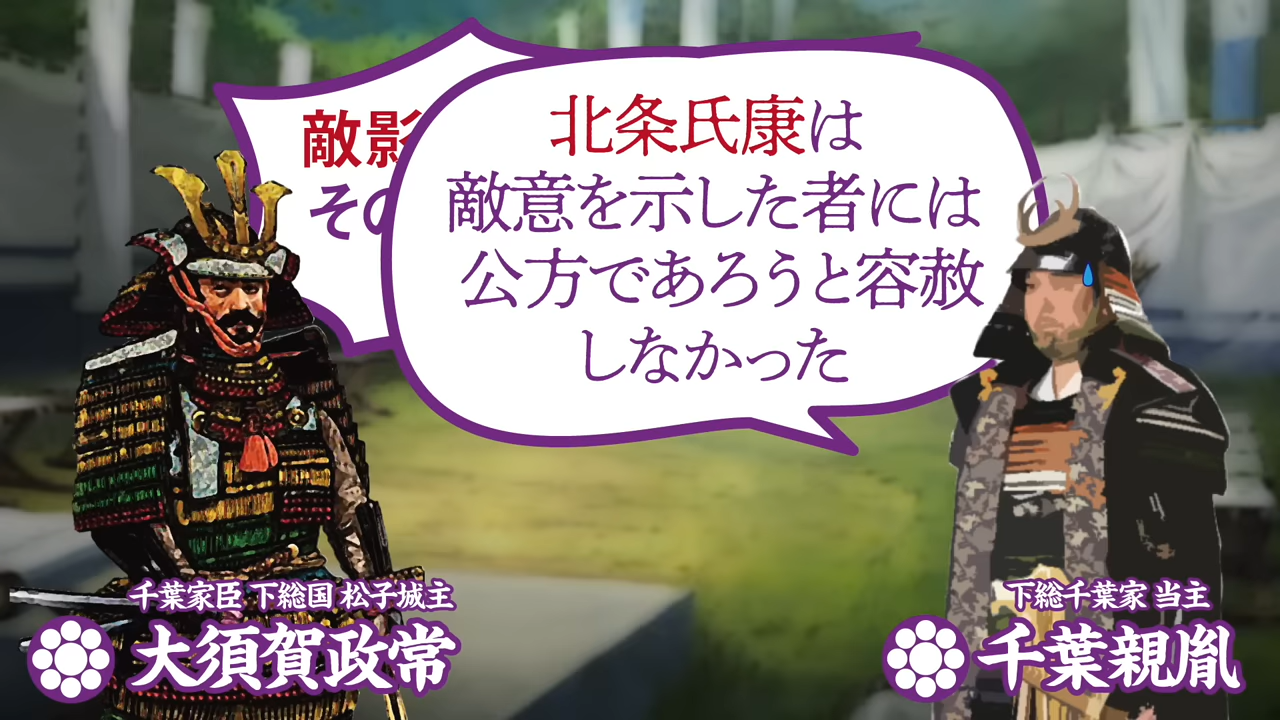 敵影
その
北条氏康は
敵意を示した者には
公方であろうと容赦
しなかった
千葉家臣 下総国 松子城主
大須賀政常
下総千葉家 当主
千葉親胤